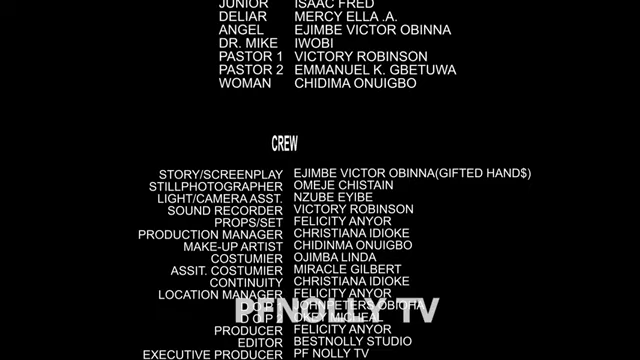 JUNIOR ISAAC FRED
DELIAR MERCY ELLA .A.
ANGEL EJIMBE VICTOR OBINNA
DR. MIKE IWOBI
PASTOR 1 VICTORY ROBINSON
PASTOR 2 EMMANUEL K. GBETUWA
WOMAN CHIDIMA ONUIGBO
CREW
STORY/SCREENPLAY EJIMBE VICTOR OBINNA(GIFTED HAND$)
STILLPHOTOGRAPHER OMEJE CHISTAIN
LIGHT/CAMERA ASST. NZUBE EYIBE
SOUND RECORDER VICTORY ROBINSON
PROPS/SET FELICITY ANYOR
PRODUCTION MANAGER CHRISTIANA IDIOKE
MAKE-UP ARTIST CHIDINMA ONUIGBO
COSTUMIER OJIMBA LINDA
ASSIT. COSTUMIER MIRACLE GILBERT
CONTINUITY CHRISTIANA IDIOKE
LOCATION MANAGER FELICITY ANYOR
PFNOLLY TV
OKEY MICHEAL
PRODUCER FELICITY ANYOR
EDITOR BESTNOLLY STUDIO
EXECUTIVE PRODUCER PF NOLLY TV